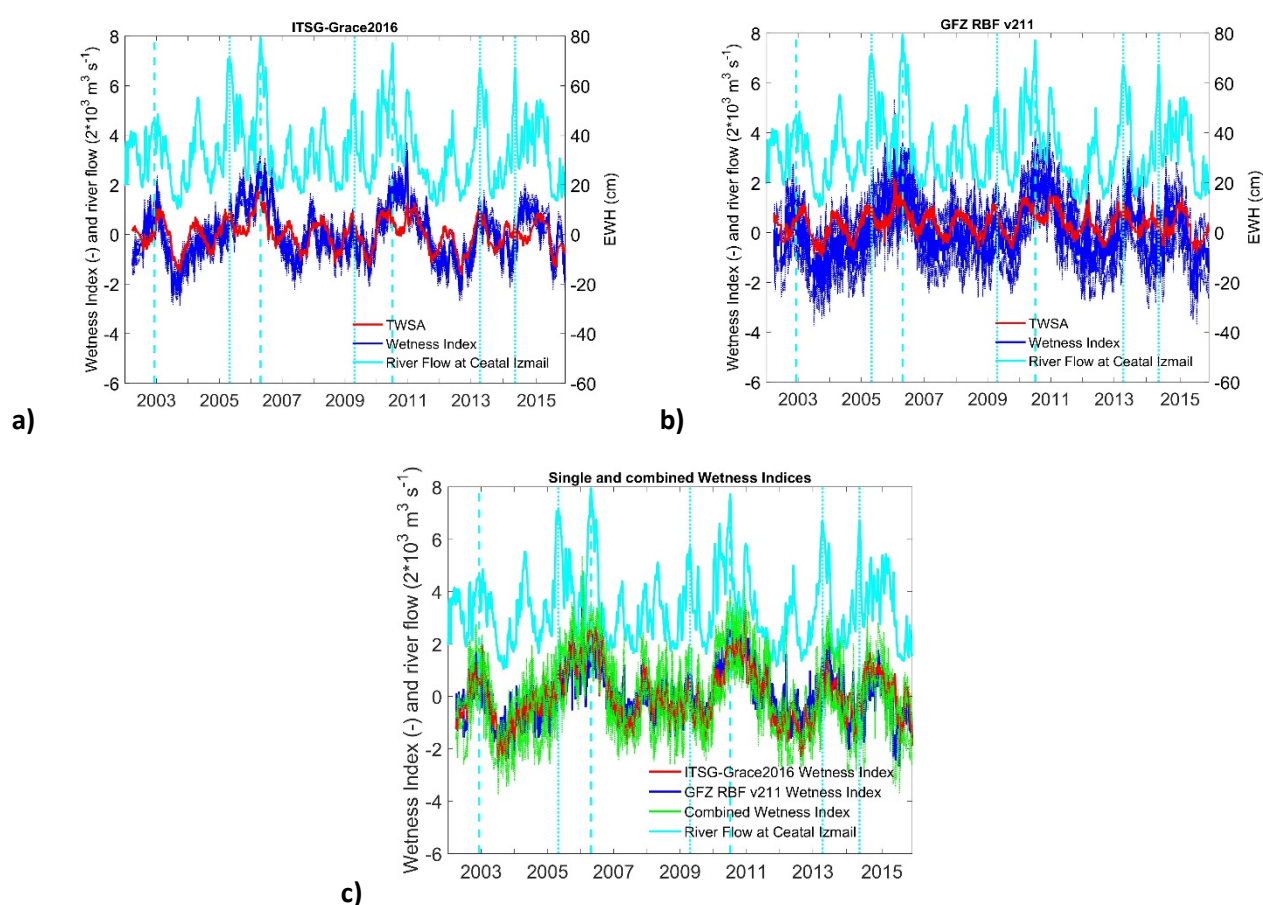 ITSG-Grace2016
Wetness Index (-) and river flow (2*10³ m³ s⁻¹)
8
6
4
2
0
-2
-4
-6
80
60
40
20
0
-20
-40
-60
EWH (cm)
TWSA
Wetness Index
River Flow at Ceatal Izmail
2003 2005 2007 2009 2011 2013 2015
a)
GFZ RBF v211
Wetness Index (-) and river flow (2*10³ m³ s⁻¹)
8
6
4
2
0
-2
-4
-6
80
60
40
20
0
-20
-40
-60
EWH (cm)
TWSA
Wetness Index
River Flow at Ceatal Izmail
2003 2005 2007 2009 2011 2013 2015
b)
Single and combined Wetness Indices
Wetness Index (-) and river flow (2*10³ m³ s⁻¹)
8
6
4
2
0
-2
-4
-6
ITSG-Grace2016 Wetness Index
GFZ RBF v211 Wetness Index
Combined Wetness Index
River Flow at Ceatal Izmail
2003 2005 2007 2009 2011 2013 2015
c)